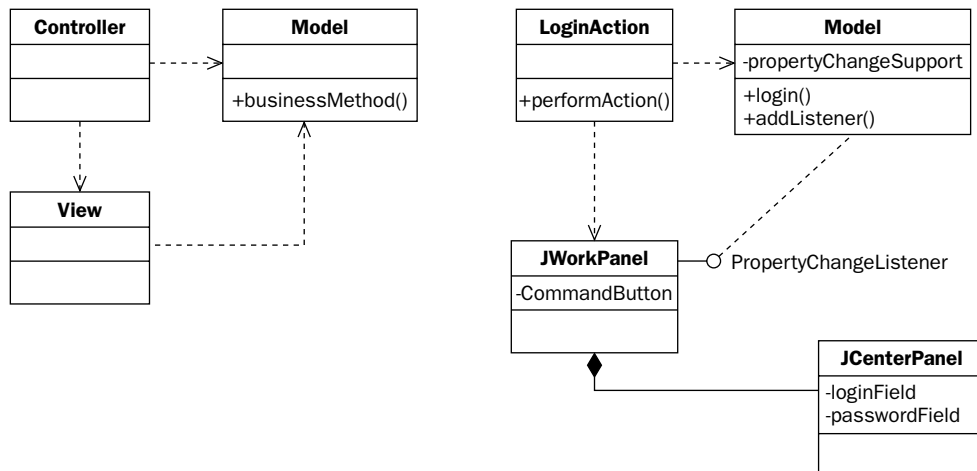 Controller
Model
+businessMethod()
View
LoginAction
+performAction()
Model
-propertyChangeSupport
+login()
+addListener()
JWorkPanel
-CommandButton
PropertyChangeListener
JCenterPanel
-loginField
-passwordField